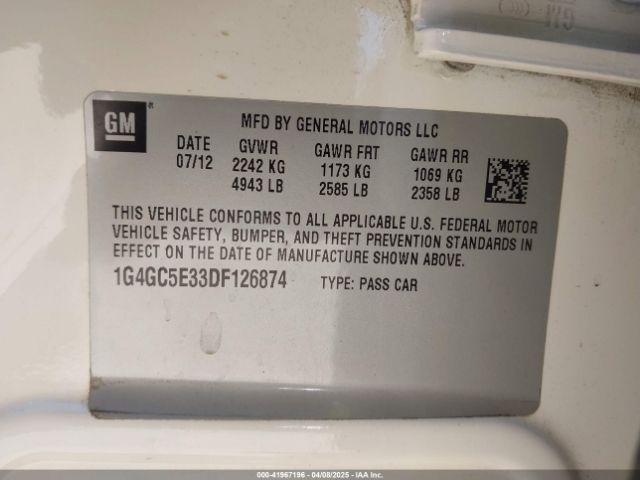 GM
MFD BY GENERAL MOTORS LLC
DATE GVWR GAWR FRT GAWR RR
07/12 2242 KG 1173 KG 1069 KG
4943 LB 2585 LB 2358 LB
THIS VEHICLE CONFORMS TO ALL APPLICABLE U.S. FEDERAL MOTOR
VEHICLE SAFETY, BUMPER, AND THEFT PREVENTION STANDARDS IN
EFFECT ON THE DATE OF MANUFACTURE SHOWN ABOVE.
1G4GC5E33DF126874 TYPE: PASS CAR
000-41967196 - 04/08/2025 - IAA Inc.